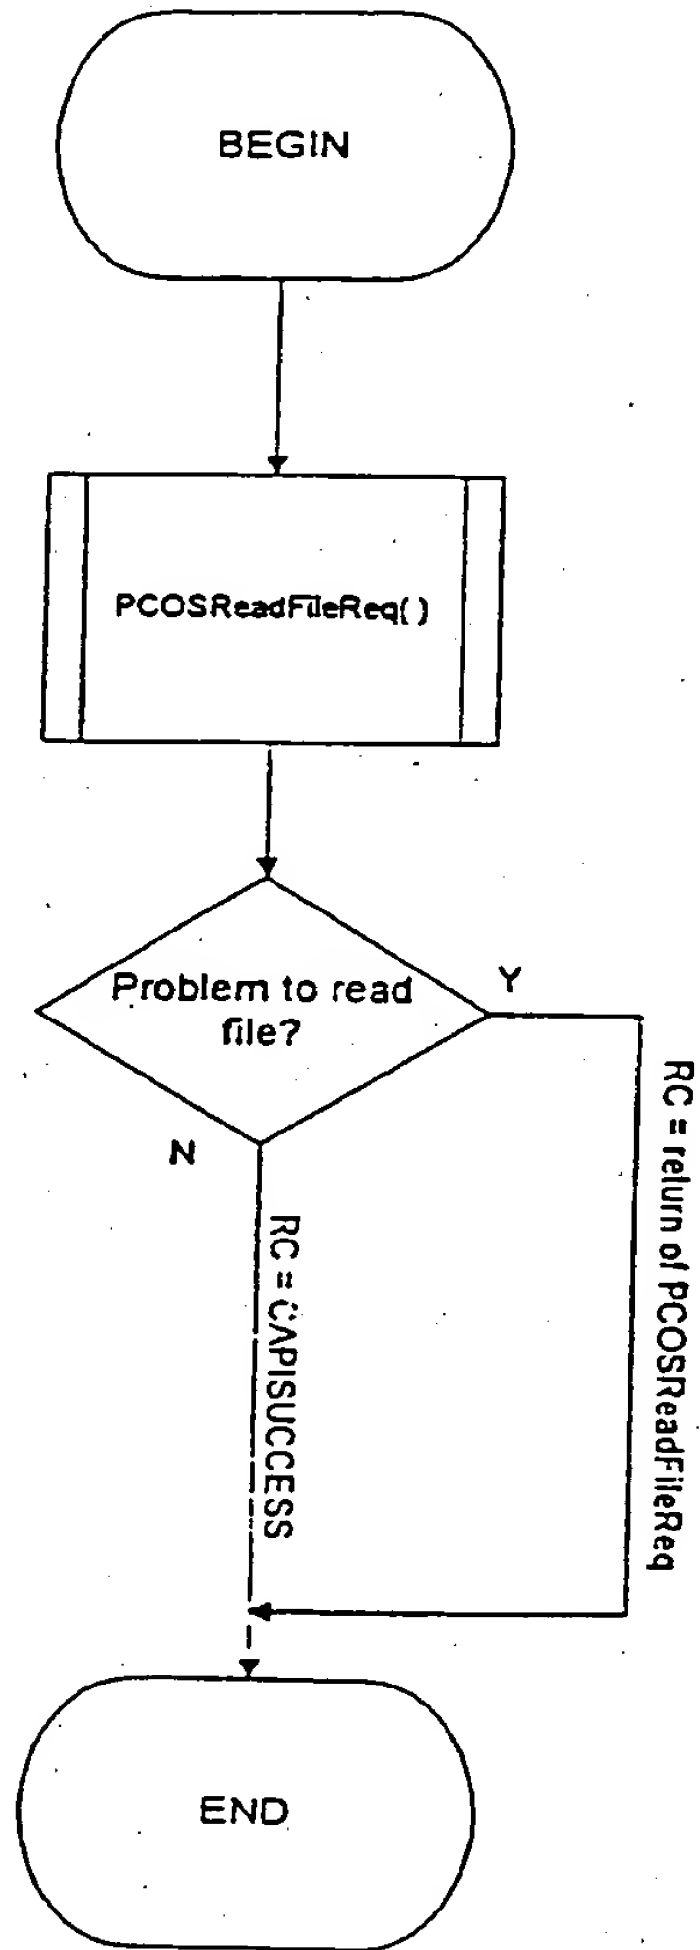 BEGIN
PCOSReadFileReq( )
Problem to read
file?
Y
N
RC = return of PCOSReadFileReq
RC = CAPISUCCESS
END